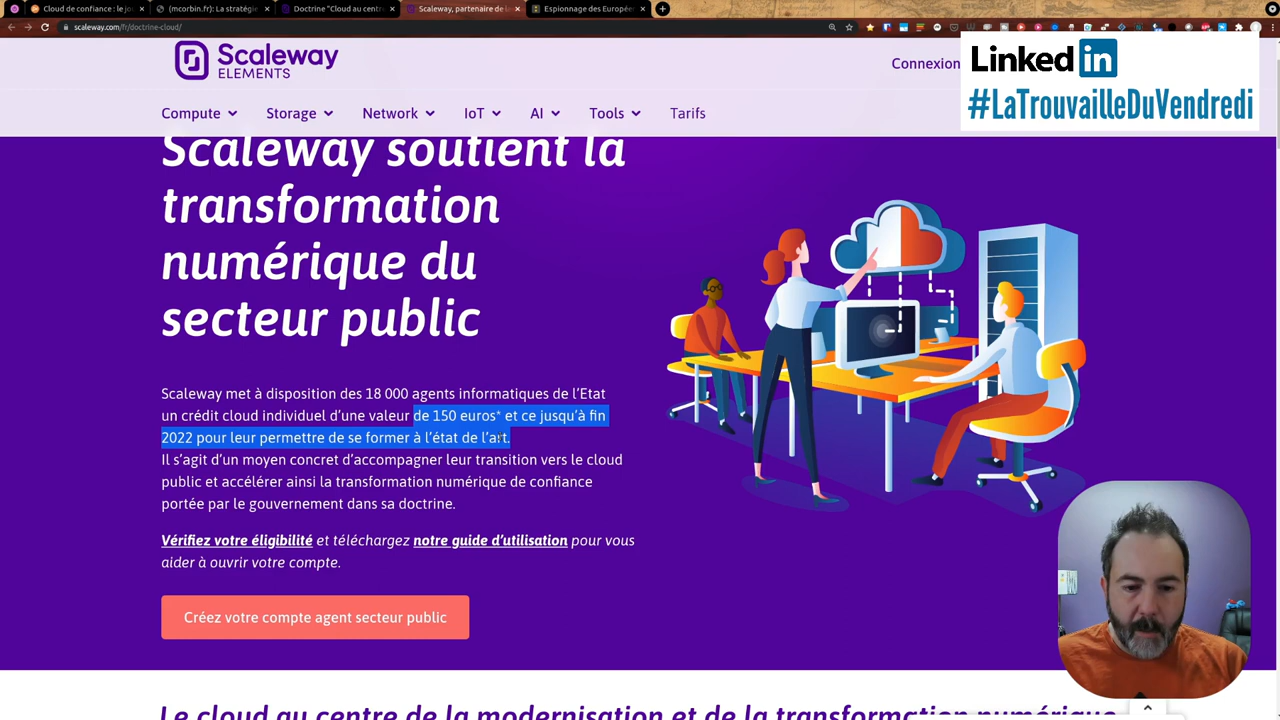 Cloud de confiance : le jou
(mcorbin.fr): La stratégie
Doctrine "Cloud au centre
Scaleway, partenaire de la
Espionnage des Européen
scaleway.com/fr/doctrine-cloud/
Scaleway
ELEMENTS
Connexion
Linked in
#LaTrouvailleDuVendredi
Compute
Storage
Network
IoT
AI
Tools
Tarifs
Scaleway soutient la
transformation
numérique du
secteur public
Scaleway met à disposition des 18 000 agents informatiques de l’Etat
un crédit cloud individuel d’une valeur de 150 euros* et ce jusqu’à fin
2022 pour leur permettre de se former à l’état de l’art.
Il s’agit d’un moyen concret d’accompagner leur transition vers le cloud
public et accélérer ainsi la transformation numérique de confiance
portée par le gouvernement dans sa doctrine.
Vérifiez votre éligibilité et téléchargez notre guide d’utilisation pour vous
aider à ouvrir votre compte.
Créez votre compte agent secteur public
Le cloud au centre de la modernisation et de la transformation numérique